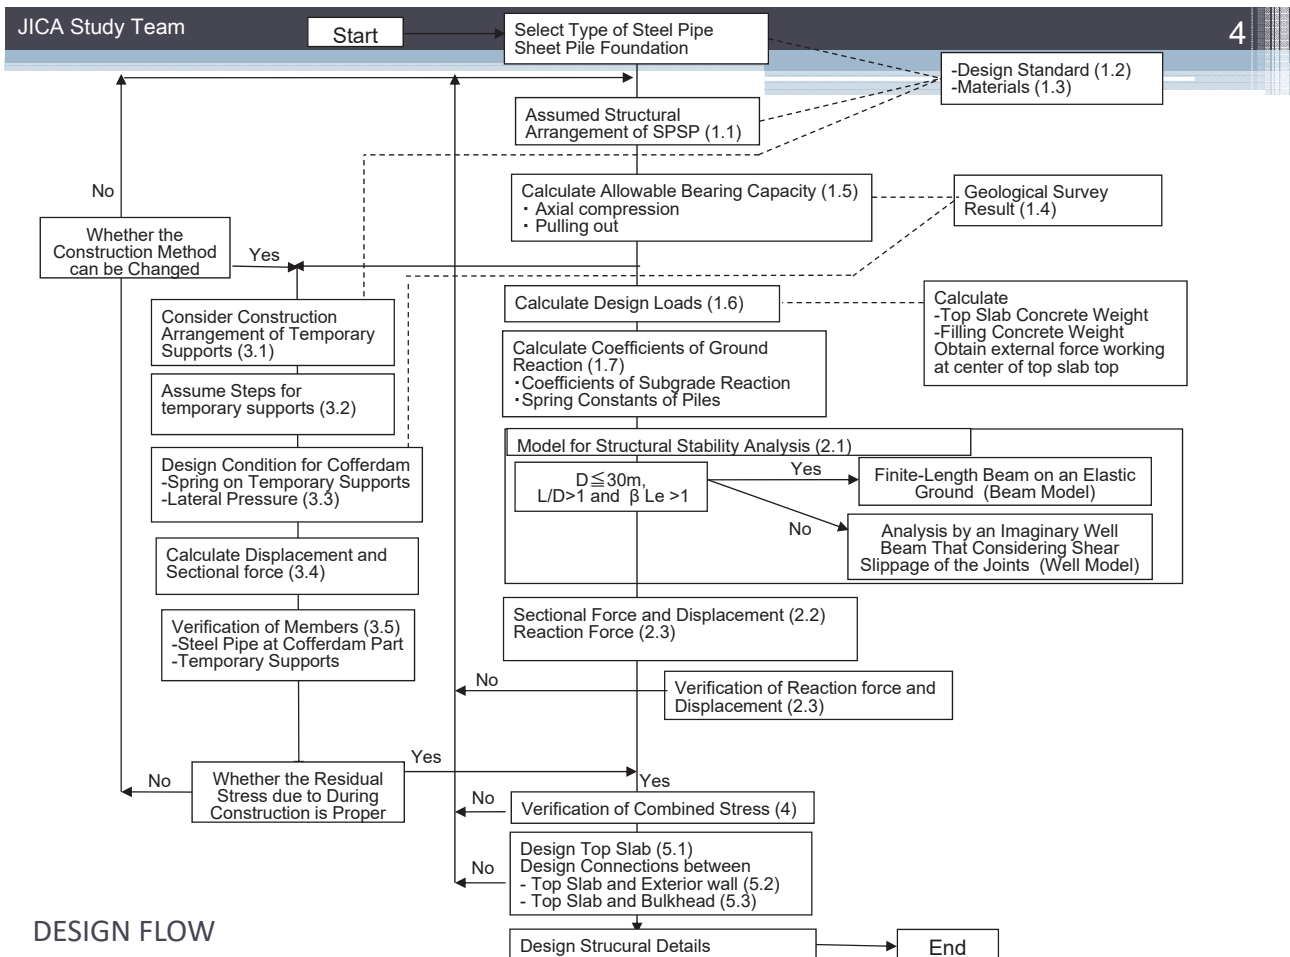 JICA Study Team
4
Start
Select Type of Steel Pipe
Sheet Pile Foundation
-Design Standard (1.2)
-Materials (1.3)
Assumed Structural
Arrangement of SPSP (1.1)
No
Calculate Allowable Bearing Capacity (1.5)
・Axial compression
・Pulling out
Geological Survey
Result (1.4)
Whether the
Construction Method
can be Changed
Yes
Calculate Design Loads (1.6)
Calculate
-Top Slab Concrete Weight
-Filling Concrete Weight
Obtain external force working
at center of top slab top
Consider Construction
Arrangement of Temporary
Supports (3.1)
Calculate Coefficients of Ground
Reaction (1.7)
・Coefficients of Subgrade Reaction
・Spring Constants of Piles
Assume Steps for
temporary supports (3.2)
Model for Structural Stability Analysis (2.1)
Design Condition for Cofferdam
-Spring on Temporary Supports
-Lateral Pressure (3.3)
D≦30m,
L/D>1 and β Le >1
Yes
Finite-Length Beam on an Elastic
Ground (Beam Model)
No
Analysis by an Imaginary Well
Beam That Considering Shear
Slippage of the Joints (Well Model)
Calculate Displacement and
Sectional force (3.4)
Sectional Force and Displacement (2.2)
Reaction Force (2.3)
Verification of Members (3.5)
-Steel Pipe at Cofferdam Part
-Temporary Supports
No
Verification of Reaction force and
Displacement (2.3)
Yes
Yes
No
Whether the Residual
Stress due to During
Construction is Proper
No
Verification of Combined Stress (4)
No
Design Top Slab (5.1)
Design Connections between
- Top Slab and Exterior wall (5.2)
- Top Slab and Bulkhead (5.3)
DESIGN FLOW
Design Strucural Details
End